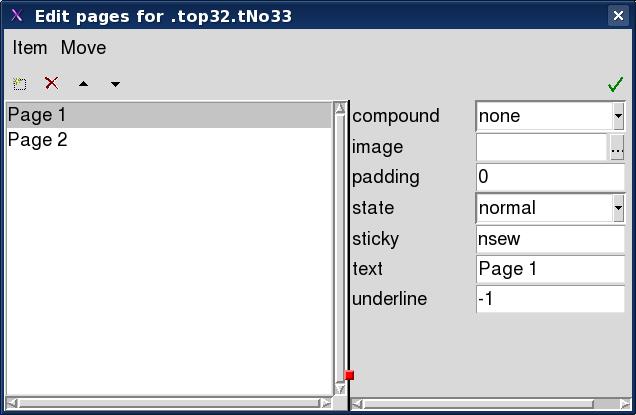 Edit pages for .top32.tNo33
Item Move
Page 1
Page 2
compound none
image ...
padding 0
state normal
sticky nsew
text Page 1
underline -1